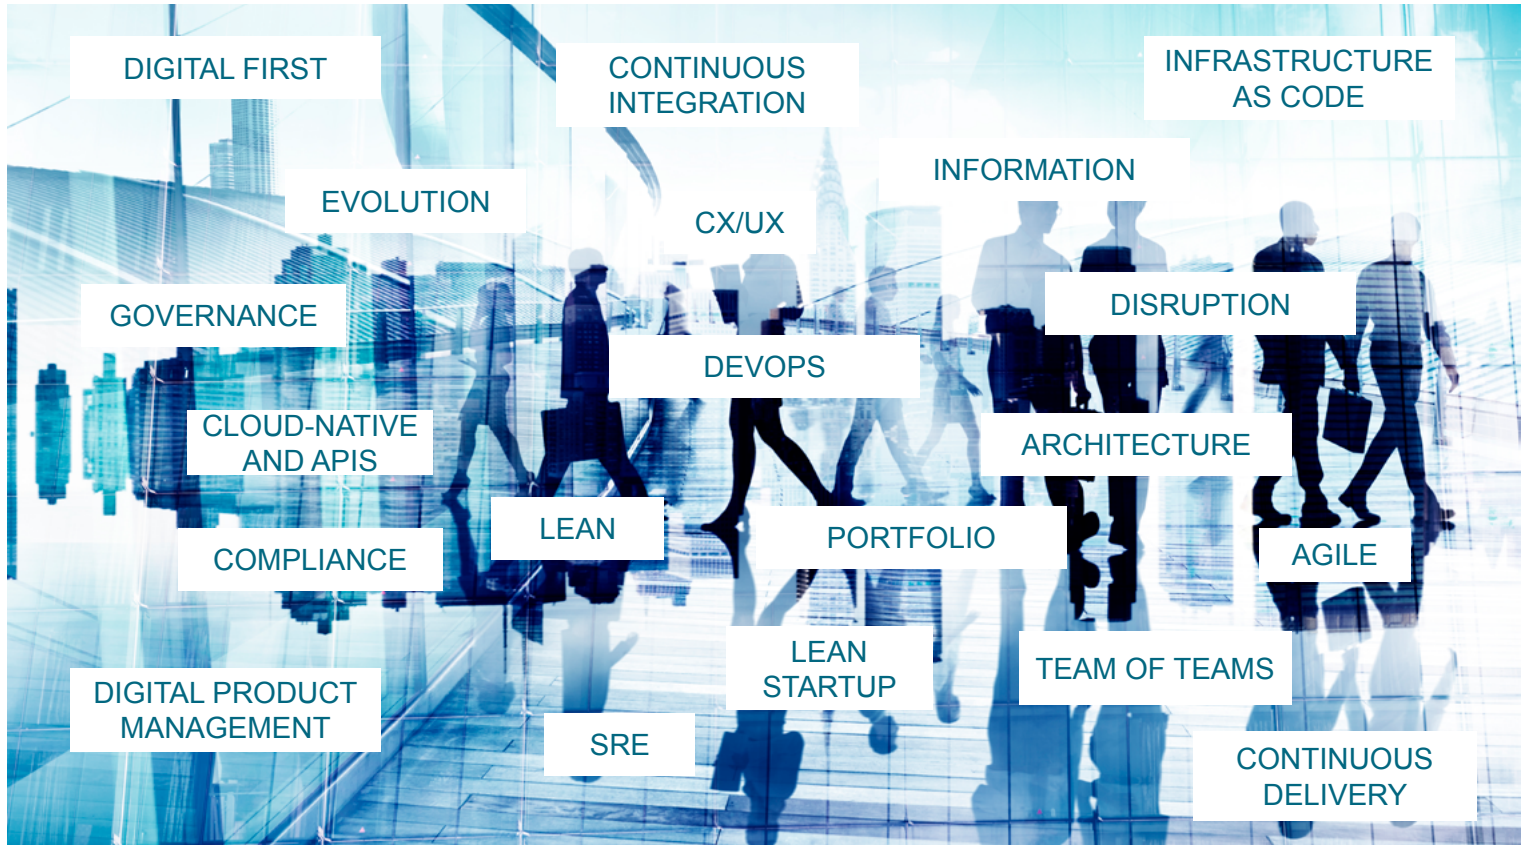 DIGITAL FIRST
CONTINUOUS
INTEGRATION
INFRASTRUCTURE
AS CODE
INFORMATION
EVOLUTION
CX/UX
GOVERNANCE
DISRUPTION
DEVOPS
CLOUD-NATIVE
AND APIS
ARCHITECTURE
LEAN
PORTFOLIO
COMPLIANCE
AGILE
LEAN
STARTUP
TEAM OF TEAMS
DIGITAL PRODUCT
MANAGEMENT
SRE
CONTINUOUS
DELIVERY